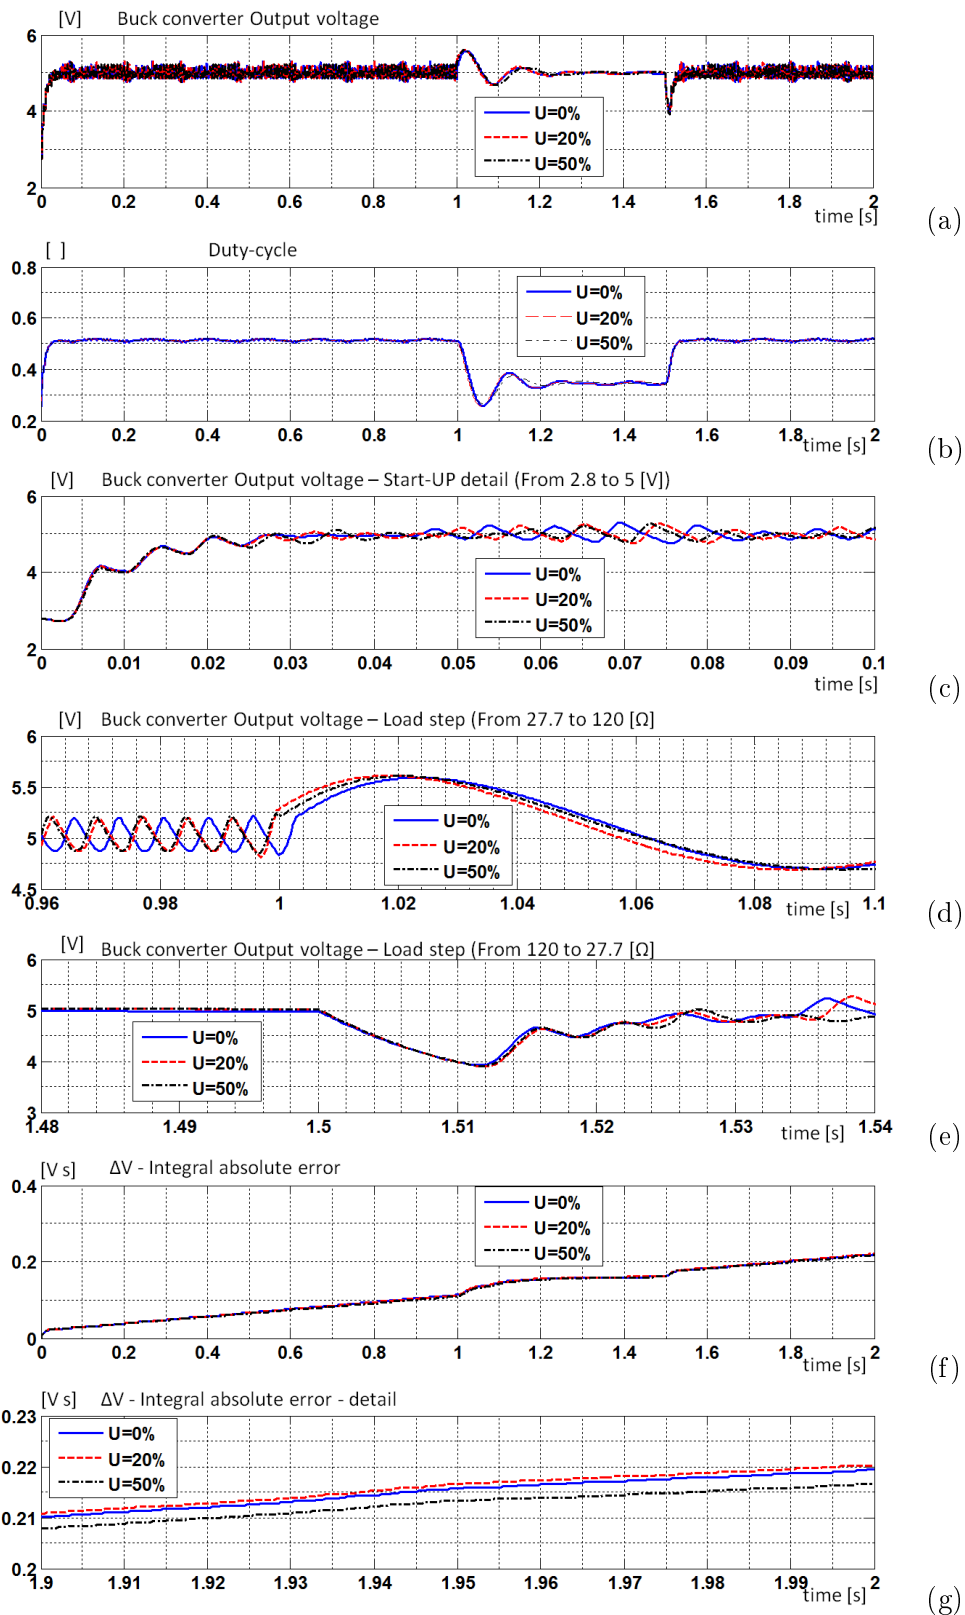 [V] Buck converter Output voltage
6
4
2
U=0%
U=20%
U=50%
0 0.2 0.4 0.6 0.8 1 1.2 1.4 1.6 1.8 2
time [s]
(a)
[ ] Duty-cycle
0.8
0.6
0.4
0.2
U=0%
U=20%
U=50%
0 0.2 0.4 0.6 0.8 1 1.2 1.4 1.6 1.8 2
time [s]
(b)
[V] Buck converter Output voltage – Start-UP detail (From 2.8 to 5 [V])
6
4
2
U=0%
U=20%
U=50%
0 0.01 0.02 0.03 0.04 0.05 0.06 0.07 0.08 0.09 0.1
time [s]
(c)
[V] Buck converter Output voltage – Load step (From 27.7 to 120 [Ω]
6
5.5
5
4.5
U=0%
U=20%
U=50%
0.96 0.98 1 1.02 1.04 1.06 1.08 1.1
time [s]
(d)
[V] Buck converter Output voltage – Load step (From 120 to 27.7 [Ω]
6
5
4
3
U=0%
U=20%
U=50%
1.48 1.49 1.5 1.51 1.52 1.53 1.54
time [s]
(e)
[V s] ΔV - Integral absolute error
0.4
0.2
0
U=0%
U=20%
U=50%
0 0.1 0.2 0.3 0.4 0.5 1 1.2 1.4 1.6 1.8 2
time [s]
(f)
[V s] ΔV - Integral absolute error - detail
0.23
0.22
0.21
0.2
U=0%
U=20%
U=50%
1.9 1.91 1.92 1.93 1.94 1.95 1.96 1.97 1.98 1.99 2
time [s]
(g)